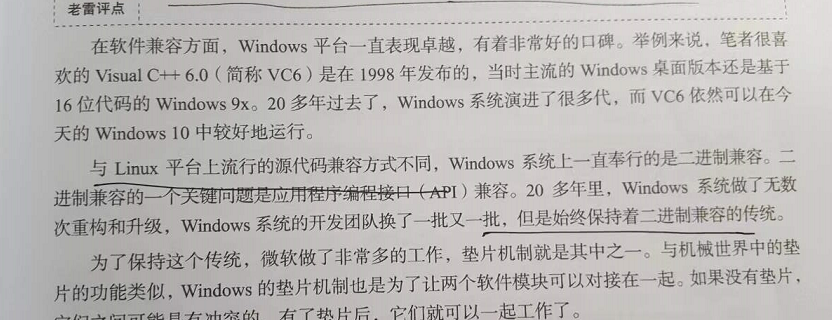 老雷评点
在软件兼容方面，Windows 平台一直表现卓越，有着非常好的口碑。举例来说，笔者很喜
欢的 Visual C++ 6.0（简称 VC6）是在 1998 年发布的，当时主流的 Windows 桌面版本还是基于
16 位代码的 Windows 9x。20 多年过去了，Windows 系统演进了很多代，而 VC6 依然可以在今
天的 Windows 10 中较好地运行。
与 Linux 平台上流行的源代码兼容方式不同，Windows 系统上一直奉行的是二进制兼容。二
进制兼容的一个关键问题是应用程序编程接口（API）兼容。20 多年里，Windows 系统做了无数
次重构和升级，Windows 系统的开发团队换了一批又一批，但是始终保持着二进制兼容的传统。
为了保持这个传统，微软做了非常多的工作，垫片机制就是其中之一。与机械世界中的垫
片的功能类似，Windows 的垫片机制也是为了让两个软件模块可以对接在一起。如果没有垫片，
它们之间可能是有冲突的，有了垫片后，它们就可以一起工作了。